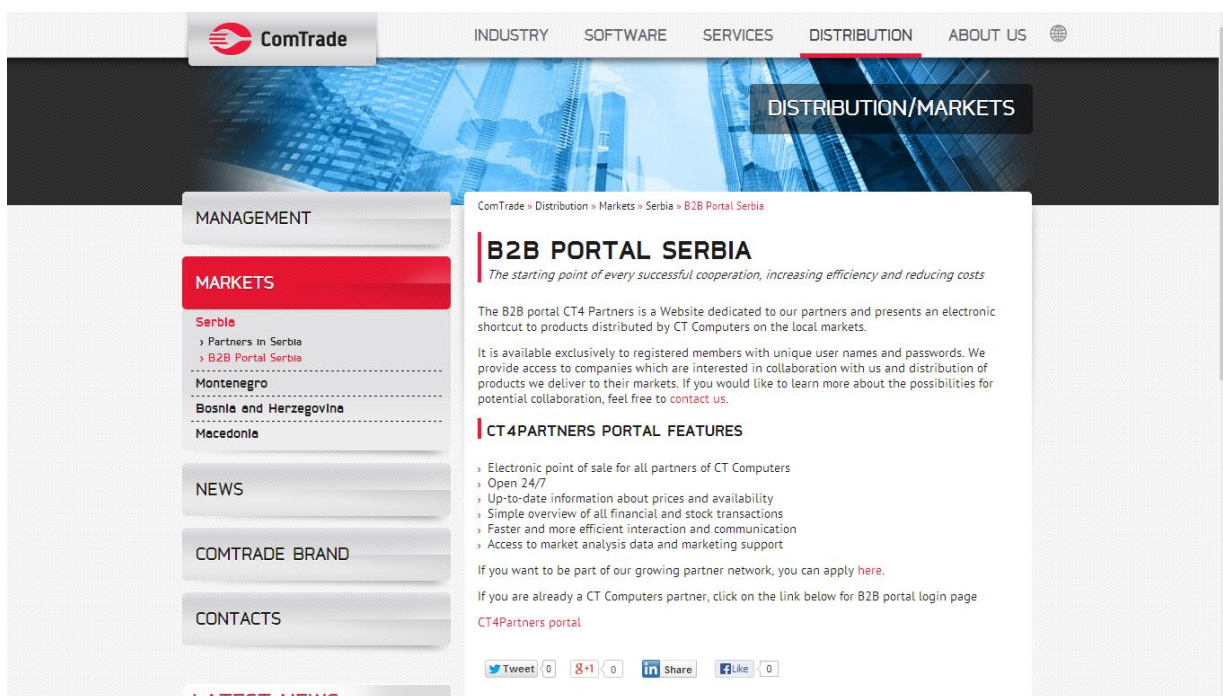 ComTrade
INDUSTRY SOFTWARE SERVICES DISTRIBUTION ABOUT US
DISTRIBUTION/MARKETS
MANAGEMENT
MARKETS
Serbia
› Partners in Serbia
› B2B Portal Serbia
Montenegro
Bosnia and Herzegovina
Macedonia
NEWS
COMTRADE BRAND
CONTACTS
LATEST NEWS
ComTrade » Distribution » Markets » Serbia » B2B Portal Serbia
B2B PORTAL SERBIA
The starting point of every successful cooperation, increasing efficiency and reducing costs
The B2B portal CT4 Partners is a Website dedicated to our partners and presents an electronic
shortcut to products distributed by CT Computers on the local markets.
It is available exclusively to registered members with unique user names and passwords. We
provide access to companies which are interested in collaboration with us and distribution of
products we deliver to their markets. If you would like to learn more about the possibilities for
potential collaboration, feel free to contact us.
CT4PARTNERS PORTAL FEATURES
› Electronic point of sale for all partners of CT Computers
› Open 24/7
› Up-to-date information about prices and availability
› Simple overview of all financial and stock transactions
› Faster and more efficient interaction and communication
› Access to market analysis data and marketing support
If you want to be part of our growing partner network, you can apply here.
If you are already a CT Computers partner, click on the link below for B2B portal login page
CT4Partners portal
Tweet 0 g+1 0 in Share f Like 0